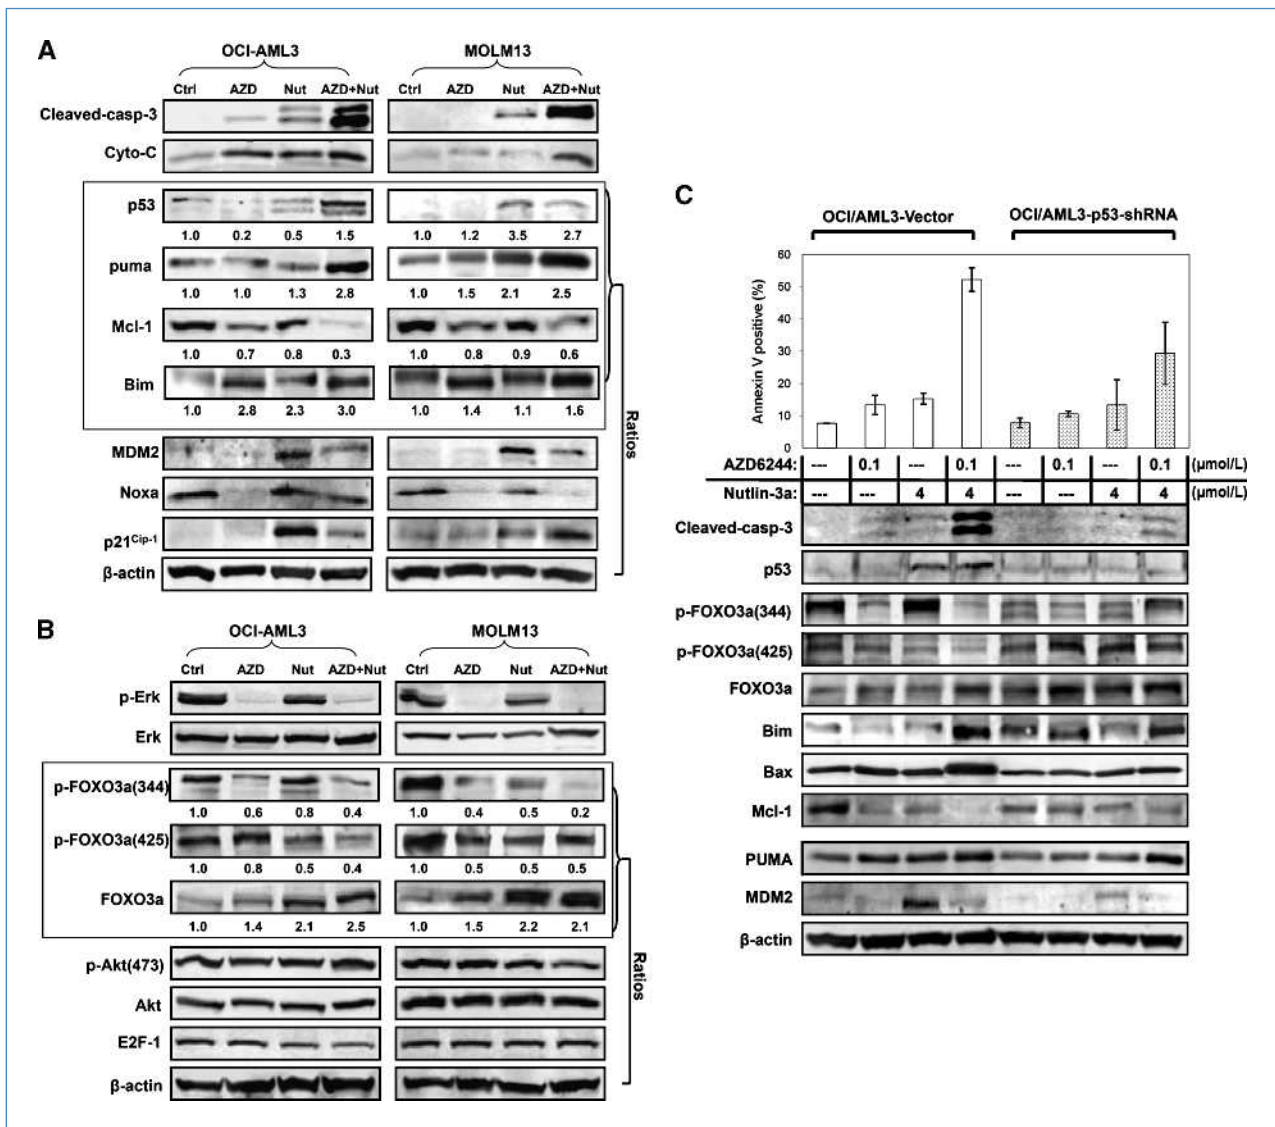 A
OCI-AML3 MOLM13
Ctrl AZD Nut AZD+Nut Ctrl AZD Nut AZD+Nut
Cleaved-casp-3
Cyto-C
p53
1.0 0.2 0.5 1.5 1.0 1.2 3.5 2.7
puma
1.0 1.0 1.3 2.8 1.0 1.5 2.1 2.5
Mcl-1
1.0 0.7 0.8 0.3 1.0 0.8 0.9 0.6
Bim
1.0 2.8 2.3 3.0 1.0 1.4 1.1 1.6
Ratios
MDM2
Noxa
p21Cip-1
β-actin
B
OCI-AML3 MOLM13
Ctrl AZD Nut AZD+Nut Ctrl AZD Nut AZD+Nut
p-Erk
Erk
p-FOXO3a(344)
1.0 0.6 0.8 0.4 1.0 0.4 0.5 0.2
p-FOXO3a(425)
1.0 0.8 0.5 0.4 1.0 0.5 0.5 0.5
FOXO3a
1.0 1.4 2.1 2.5 1.0 1.5 2.2 2.1
Ratios
p-Akt(473)
Akt
E2F-1
β-actin
C
OCI/AML3-Vector OCI/AML3-p53-shRNA
Annexin V positive (%)
60
50
40
30
20
10
0
AZD6244: --- 0.1 --- 0.1 --- 0.1 --- 0.1 (µmol/L)
Nutlin-3a: --- --- 4 4 --- --- 4 4 (µmol/L)
Cleaved-casp-3
p53
p-FOXO3a(344)
p-FOXO3a(425)
FOXO3a
Bim
Bax
Mcl-1
PUMA
MDM2
β-actin